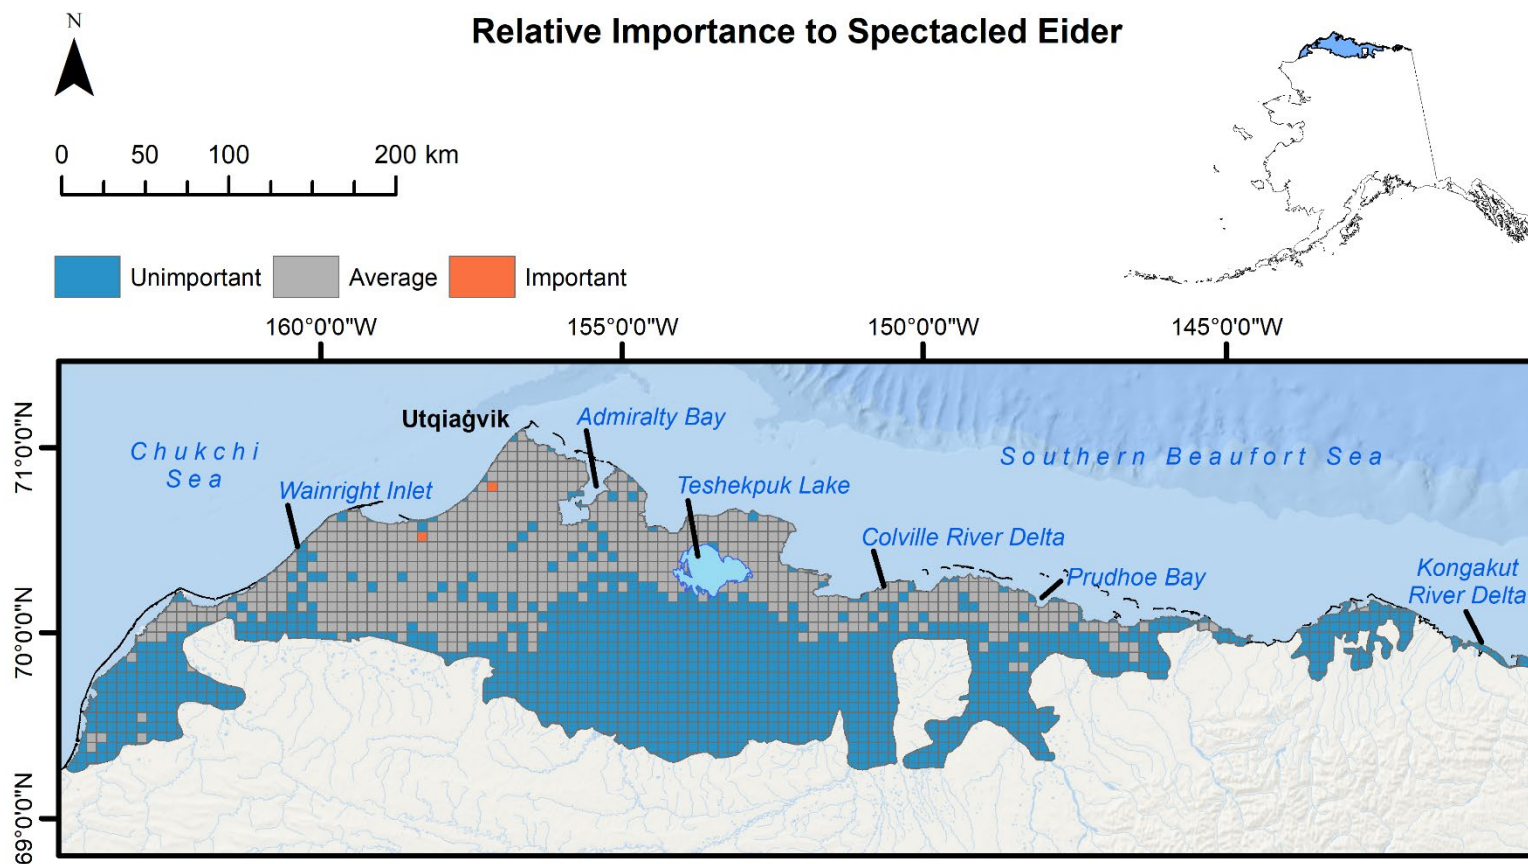 Relative Importance to Spectacled Eider
N
0 50 100 200 km
Unimportant Average Important
160°0'0"W 155°0'0"W 150°0'0"W 145°0'0"W
71°0'0"N
70°0'0"N
69°0'0"N
Utqiaġvik
Admiralty Bay
Chukchi
Sea
Southern Beaufort Sea
Wainright Inlet
Teshekpuk Lake
Colville River Delta
Prudhoe Bay
Kongakut
River Delta